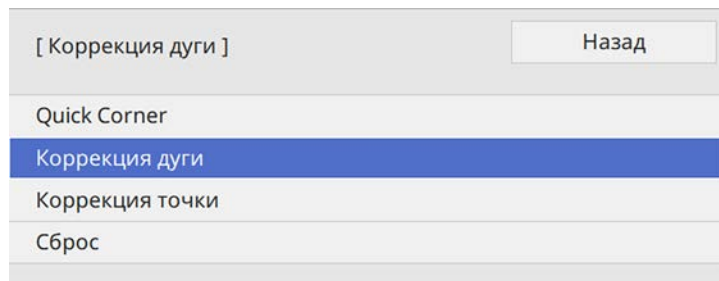 [ Коррекция дуги ]
Назад
Quick Corner
Коррекция дуги
Коррекция точки
Сброс